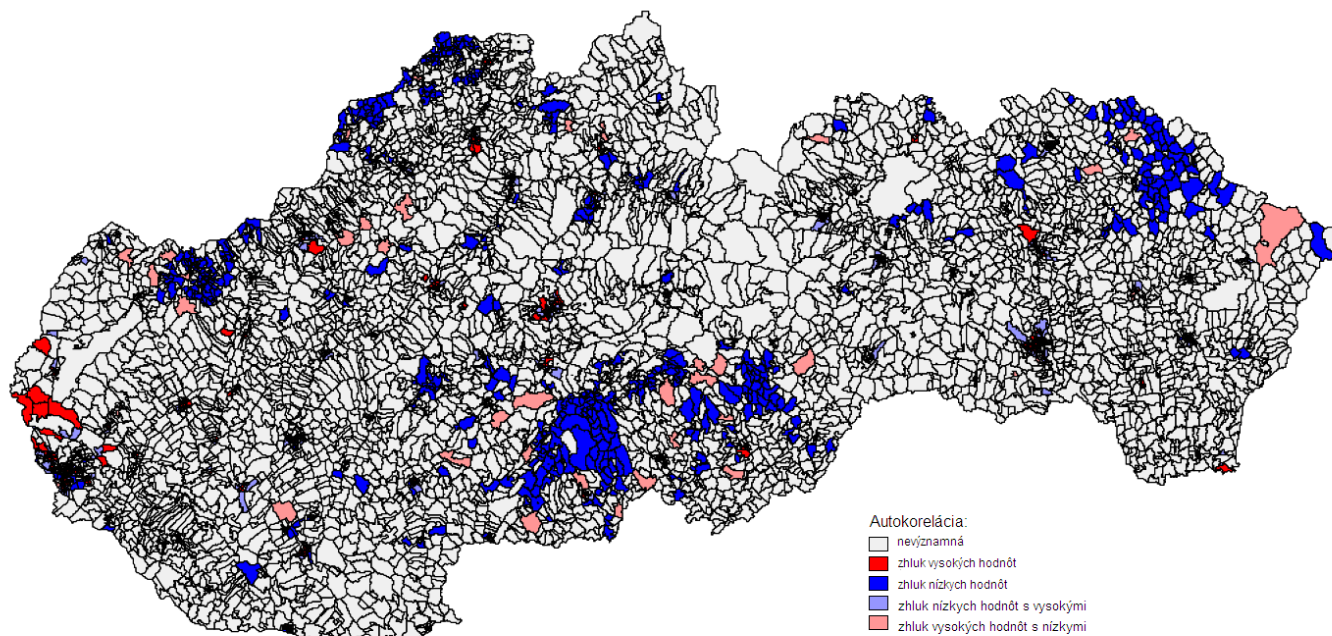 Autokorelácia:
nevýznamná
zhluk vysokých hodnôt
zhluk nízkych hodnôt
zhluk nízkych hodnôt s vysokými
zhluk vysokých hodnôt s nízkymi